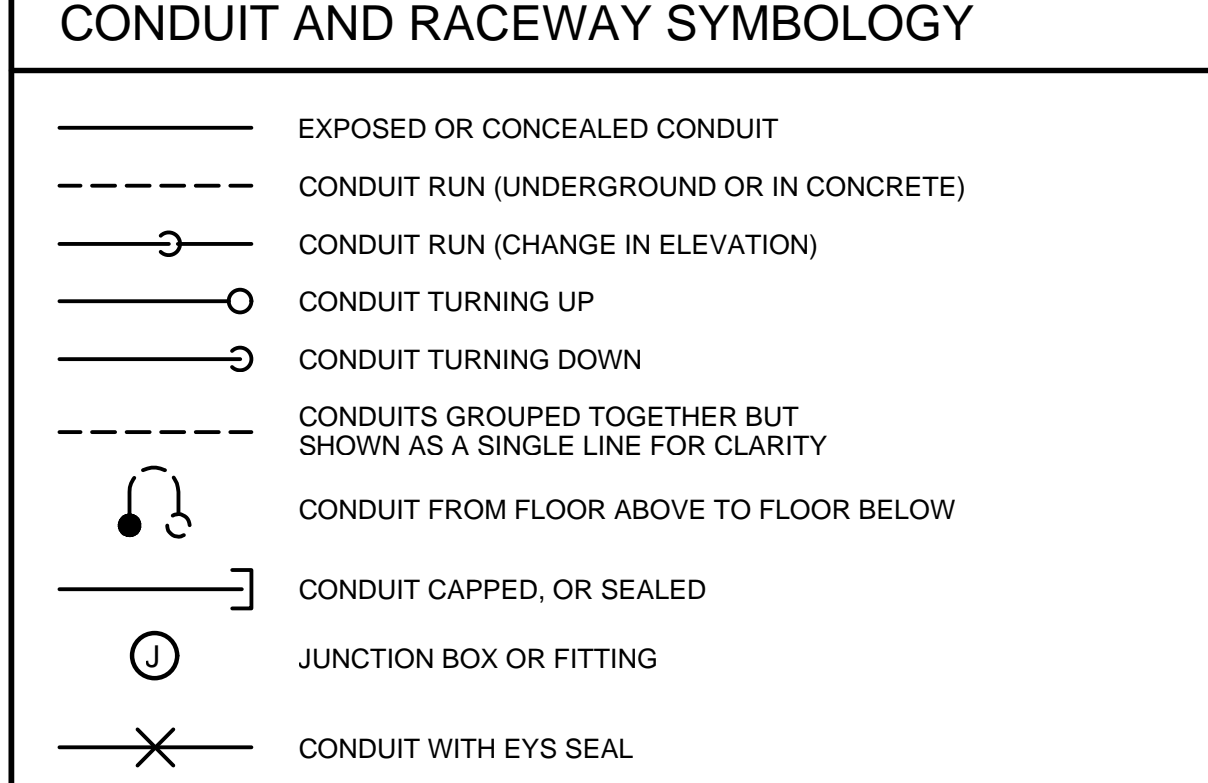 CONDUIT AND RACEWAY SYMBOLOGY
EXPOSED OR CONCEALED CONDUIT
CONDUIT RUN (UNDERGROUND OR IN CONCRETE)
CONDUIT RUN (CHANGE IN ELEVATION)
CONDUIT TURNING UP
CONDUIT TURNING DOWN
CONDUITS GROUPED TOGETHER BUT
SHOWN AS A SINGLE LINE FOR CLARITY
CONDUIT FROM FLOOR ABOVE TO FLOOR BELOW
CONDUIT CAPPED, OR SEALED
J JUNCTION BOX OR FITTING
CONDUIT WITH EYS SEAL